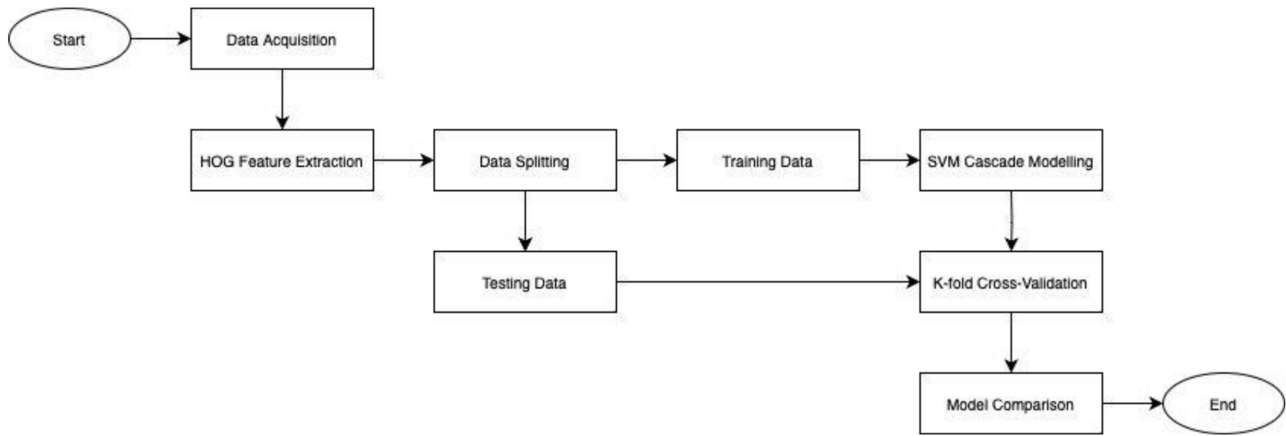 Start
Data Acquisition
HOG Feature Extraction
Data Splitting
Training Data
SVM Cascade Modelling
Testing Data
K-fold Cross-Validation
Model Comparison
End